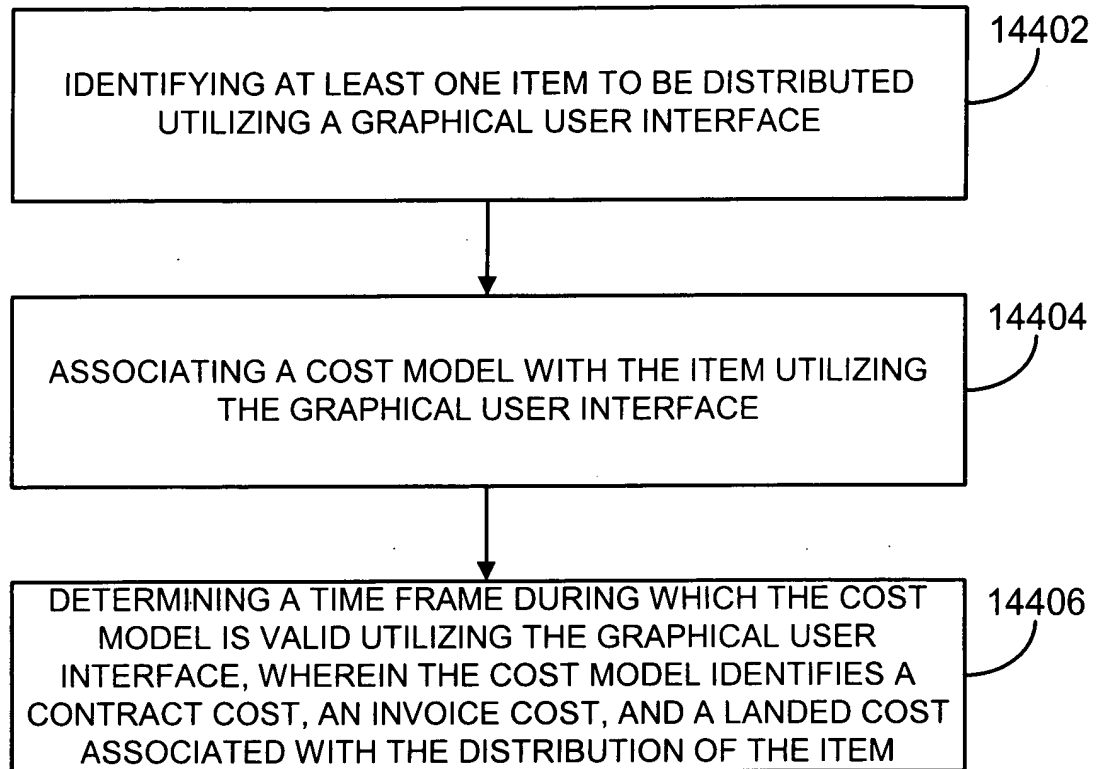 14402
IDENTIFYING AT LEAST ONE ITEM TO BE DISTRIBUTED
UTILIZING A GRAPHICAL USER INTERFACE
14404
ASSOCIATING A COST MODEL WITH THE ITEM UTILIZING
THE GRAPHICAL USER INTERFACE
14406
DETERMINING A TIME FRAME DURING WHICH THE COST
MODEL IS VALID UTILIZING THE GRAPHICAL USER
INTERFACE, WHEREIN THE COST MODEL IDENTIFIES A
CONTRACT COST, AN INVOICE COST, AND A LANDED COST
ASSOCIATED WITH THE DISTRIBUTION OF THE ITEM